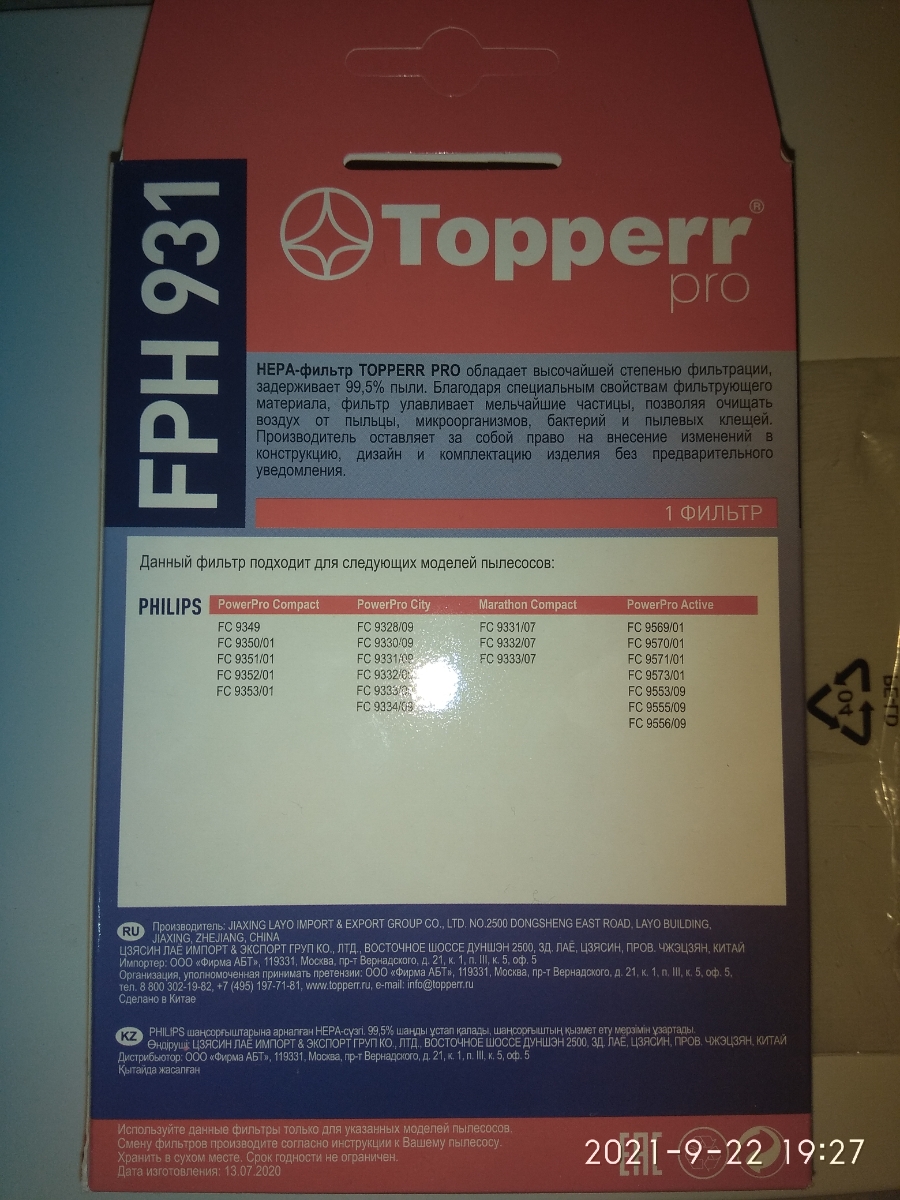 FPH 931
Topperr®
pro
HEPA-фильтр TOPPERR PRO обладает высочайшей степенью фильтрации,
задерживает 99,5% пыли. Благодаря специальным свойствам фильтрующего
материала, фильтр улавливает мельчайшие частицы, позволяя очищать
воздух от пыльцы, микроорганизмов, бактерий и пылевых клещей.
Производитель оставляет за собой право на внесение изменений в
конструкцию, дизайн и комплектацию изделия без предварительного
уведомления.
1 ФИЛЬТР
Данный фильтр подходит для следующих моделей пылесосов:
PHILIPS PowerPro Compact PowerPro City Marathon Compact PowerPro Active
FC 9349 FC 9328/09 FC 9331/07 FC 9569/01
FC 9350/01 FC 9330/09 FC 9332/07 FC 9570/01
FC 9351/01 FC 9331/09 FC 9333/07 FC 9571/01
FC 9352/01 FC 9332/09 FC 9573/01
FC 9353/01 FC 9333/09 FC 9553/09
FC 9334/09 FC 9555/09
FC 9556/09
RU Производитель: JIAXING LAYO IMPORT & EXPORT GROUP CO., LTD. NO.2500 DONGSHENG EAST ROAD, LAYO BUILDING,
JIAXING, ZHEJIANG, CHINA
ЦЗЯСИН ЛАЁ ИМПОРТ & ЭКСПОРТ ГРУП КО., ЛТД., ВОСТОЧНОЕ ШОССЕ ДУНШЭН 2500, ЗД. ЛАЁ, ЦЗЯСИН, ПРОВ. ЧЖЭЦЗЯН, КИТАЙ
Импортер: ООО «Фирма АБТ», 119331, Москва, пр-т Вернадского, д. 21, к. 1, п. III, к. 5, оф. 5
Организация, уполномоченная принимать претензии: ООО «Фирма АБТ», 119331, Москва, пр-т Вернадского, д. 21, к. 1, п. III, к. 5, оф. 5,
тел. 8 800 302-19-82, +7 (495) 197-71-81, www.topperr.ru, e-mail: info@topperr.ru
Сделано в Китае
KZ PHILIPS шаңсорғыштарына арналған HEPA-сүзгі. 99,5% шаңды ұстап қалады, шаңсорғыштың қызмет ету мерзімін ұзартады.
Өндіруші: ЦЗЯСИН ЛАЁ ИМПОРТ & ЭКСПОРТ ГРУП КО., ЛТД., ВОСТОЧНОЕ ШОССЕ ДУНШЭН 2500, ЗД. ЛАЁ, ЦЗЯСИН, ПРОВ. ЧЖЭЦЗЯН, КИТАЙ
Дистрибьютор: ООО «Фирма АБТ», 119331, Москва, пр-т Вернадского, д. 21, к. 1, п. III, к. 5, оф. 5
Қытайда жасалған
Используйте данные фильтры только для указанных моделей пылесосов.
Смену фильтров производите согласно инструкции к Вашему пылесосу.
Хранить в сухом месте. Срок годности не ограничен.
Дата изготовления: 13.07.2020
EAC
04
2021-9-22 19:27